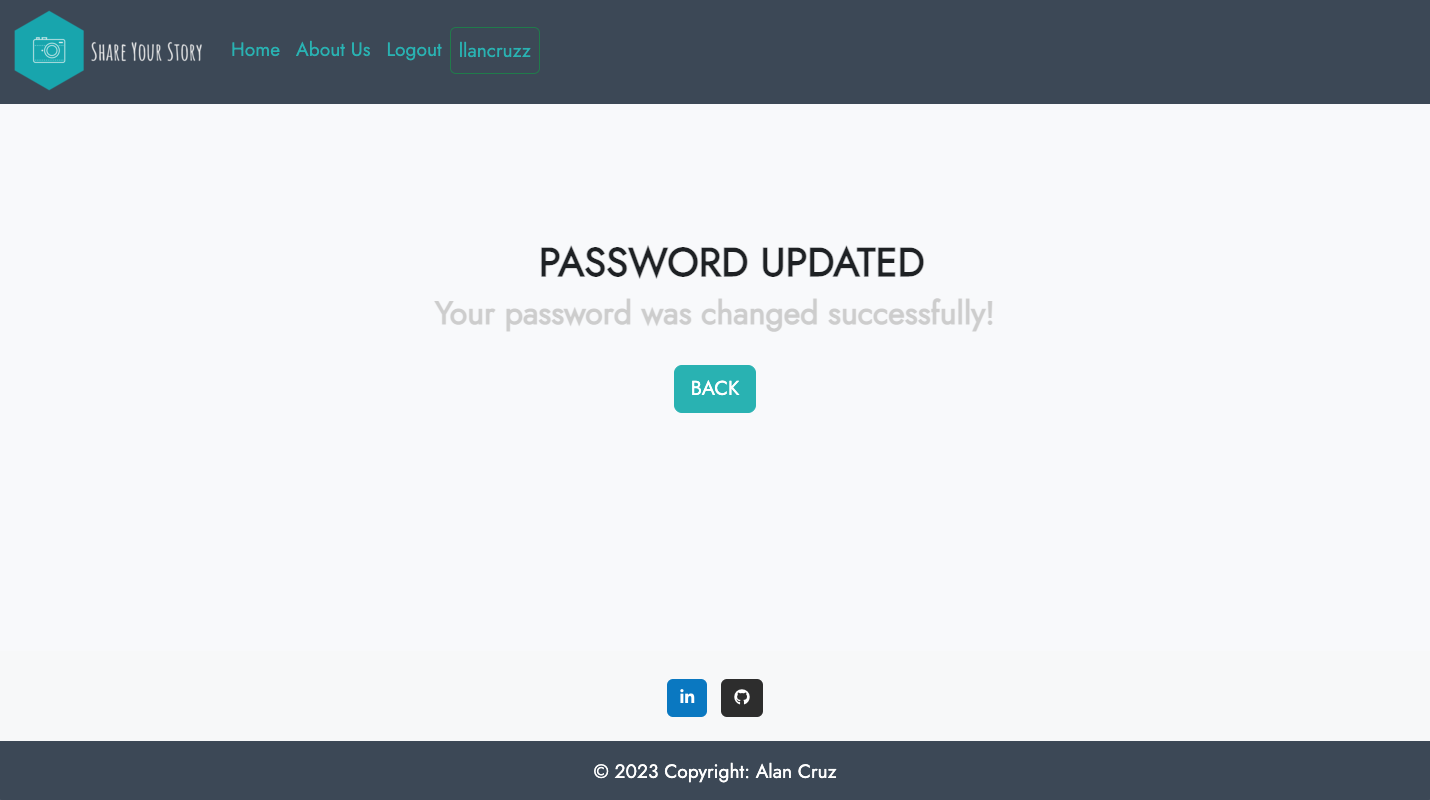 Share Your Story Home About Us Logout llancruzz
PASSWORD UPDATED
Your password was changed successfully!
BACK
in
© 2023 Copyright: Alan Cruz